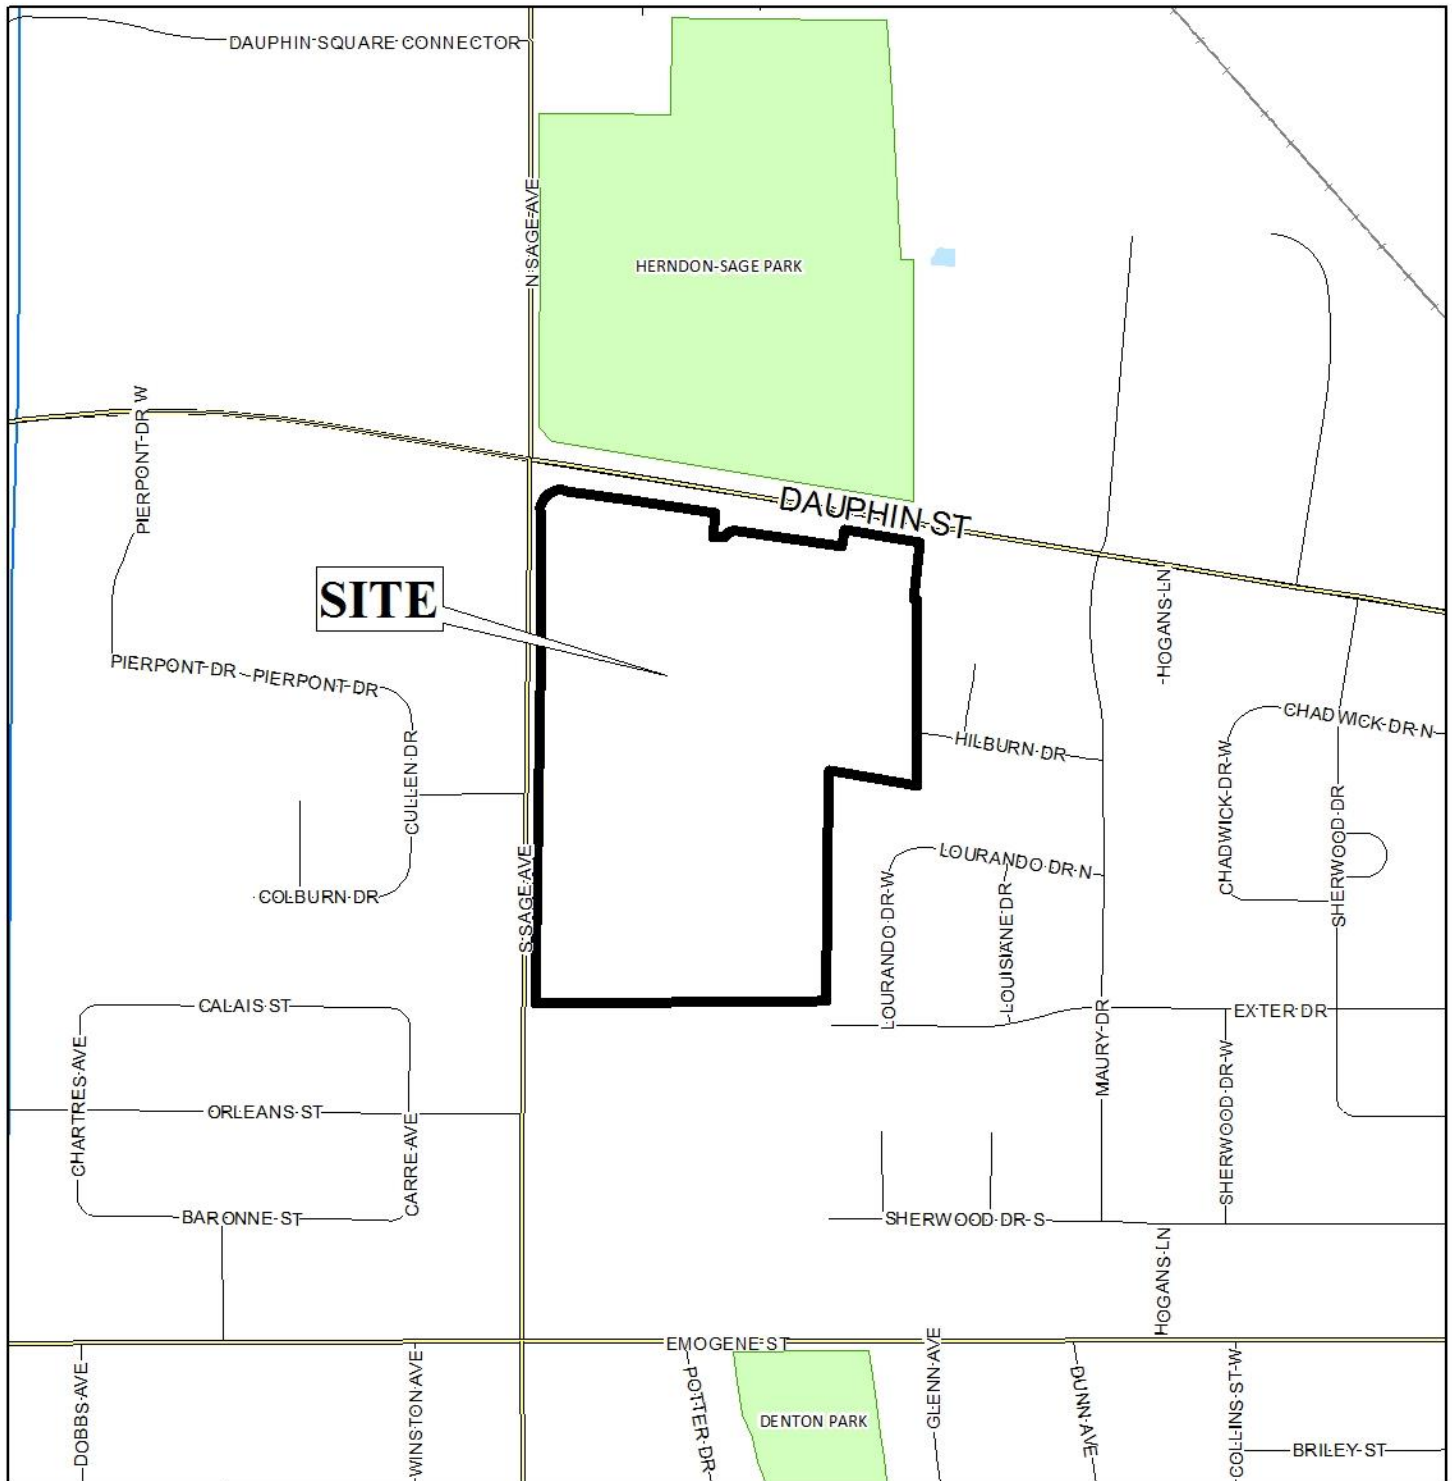 DAUPHIN SQUARE CONNECTOR
N SAGE AVE
HERNDON-SAGE PARK
PIERPONT DR W
DAUPHIN ST
SITE
HOGANS LN
PIERPONT DR
PIERPONT DR
CHADWICK DR N
HILBURN DR
CULLEN DR
CHADWICK DR W
SHERWOOD DR
S SAGE AVE
LOURANDO DR N
COLBURN DR
LOURANDO DR W
LOUISIANE DR
CALAIS ST
EXTER DR
MAURY DR
CHARTRES AVE
ORLEANS ST
CARRE AVE
SHERWOOD DR W
BARONNE ST
SHERWOOD DR S
HOGANS LN
EMOGENE ST
DOBBS AVE
WINSTON AVE
POTTER DR
DENTON PARK
GLENN AVE
DUNN AVE
COLLINS ST W
BRILEY ST